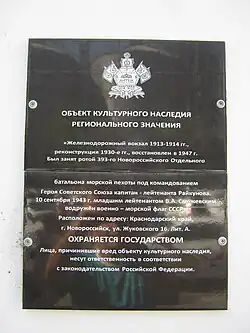 ОБЪЕКТ КУЛЬТУРНОГО НАСЛЕДИЯ
РЕГИОНАЛЬНОГО ЗНАЧЕНИЯ
«Железнодорожный вокзал 1913-1914 гг.,
реконструкция 1930-е гг., восстановлен в 1947 г.
Был занят ротой 393-го Новороссийского Отдельного
батальона морской пехоты под командованием
Героя Советского Союза капитан - лейтенанта Райкунова.
10 сентября 1943 г. младшим лейтенантом В.А.
водружён военно – морской флаг СССР»
Расположен по адресу: Краснодарский край,
г. Новороссийск, ул. Жуковского 16. Лит. А.
ОХРАНЯЕТСЯ ГОСУДАРСТВОМ
Лица, причинившие вред объекту культурного наследия,
несут ответственность в соответствии
с законодательством Российской Федерации.